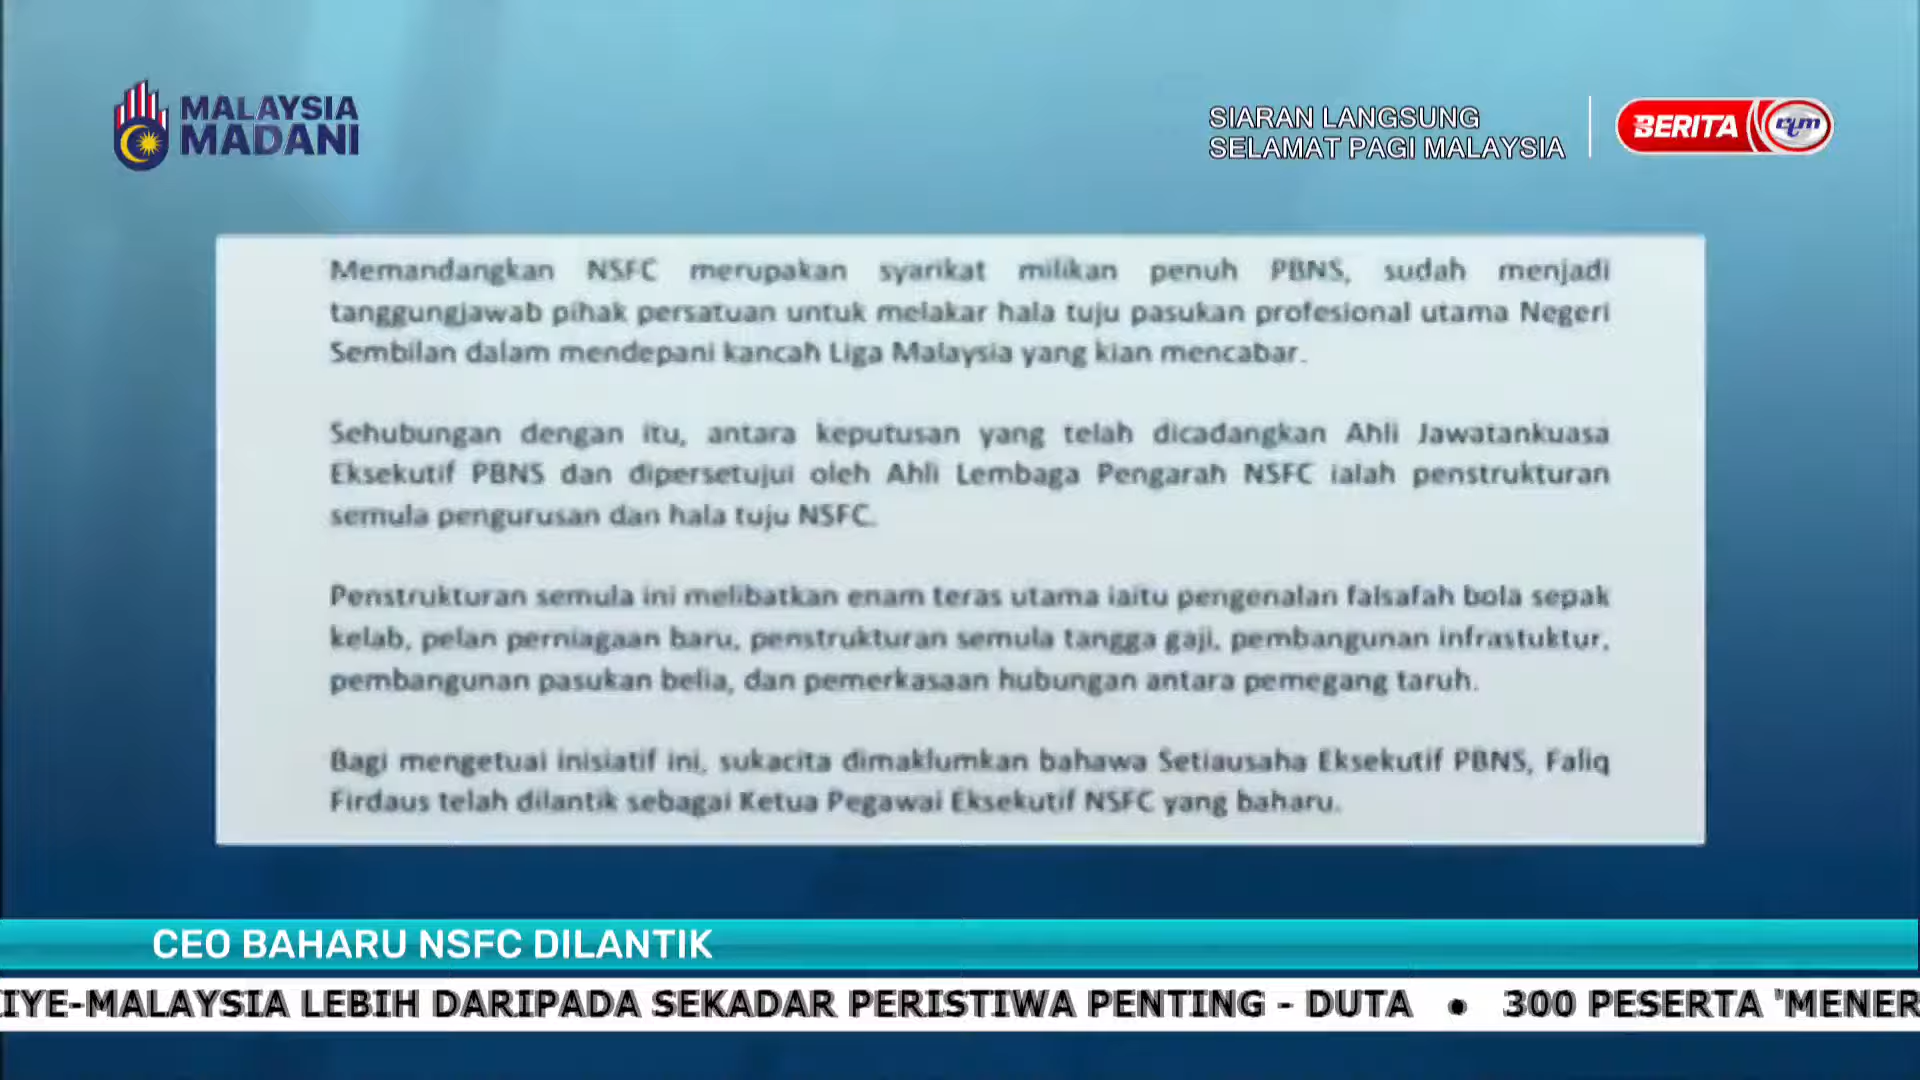 MALAYSIA
MADANI
SIARAN LANGSUNG
SELAMAT PAGI MALAYSIA
BERITA rtm
Memandangkan NSFC merupakan syarikat milikan penuh PBNS, sudah menjadi
tanggungjawab pihak persatuan untuk melakar hala tuju pasukan profesional utama Negeri
Sembilan dalam mendepani kancah Liga Malaysia yang kian mencabar.
Sehubungan dengan itu, antara keputusan yang telah dicadangkan Ahli Jawatankuasa
Eksekutif PBNS dan dipersetujui oleh Ahli Lembaga Pengarah NSFC ialah penstrukturan
semula pengurusan dan hala tuju NSFC.
Penstrukturan semula ini melibatkan enam teras utama iaitu pengenalan falsafah bola sepak
kelab, pelan perniagaan baru, penstrukturan semula tangga gaji, pembangunan infrastuktur,
pembangunan pasukan belia, dan pemerkasaan hubungan antara pemegang taruh.
Bagi mengetuai inisiatif ini, sukacita dimaklumkan bahawa Setiausaha Eksekutif PBNS, Faliq
Firdaus telah dilantik sebagai Ketua Pegawai Eksekutif NSFC yang baharu.
CEO BAHARU NSFC DILANTIK
IYE-MALAYSIA LEBIH DARIPADA SEKADAR PERISTIWA PENTING - DUTA • 300 PESERTA 'MENER